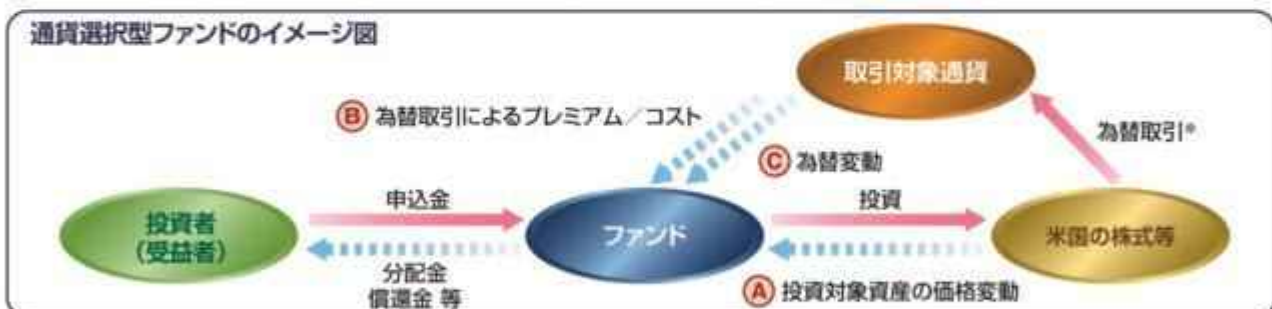 通貨選択型ファンドのイメージ図
取引対象通貨
Ⓑ 為替取引によるプレミアム／コスト
為替取引*
Ⓒ 為替変動
申込金
投資
投資者
(受益者)
ファンド
米国の株式等
分配金
償還金 等
Ⓐ 投資対象資産の価格変動